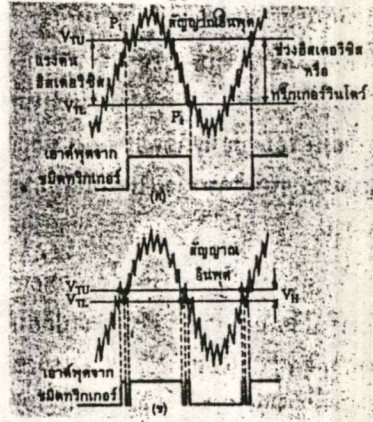 P₁
สัญญาณอินพุต
V_TU
แรงดัน
ฮิสเตอรีซิส
ช่วงฮิสเตอรีซิส
หรือ
ทริกเกอร์วินโดว์
V_TL
P₂
เอาต์พุตจาก
ชมิตทริกเกอร์
(ก)
สัญญาณ
อินพุต
V_TU
V_TL
V_H
เอาต์พุตจาก
ชมิตทริกเกอร์
(ข)